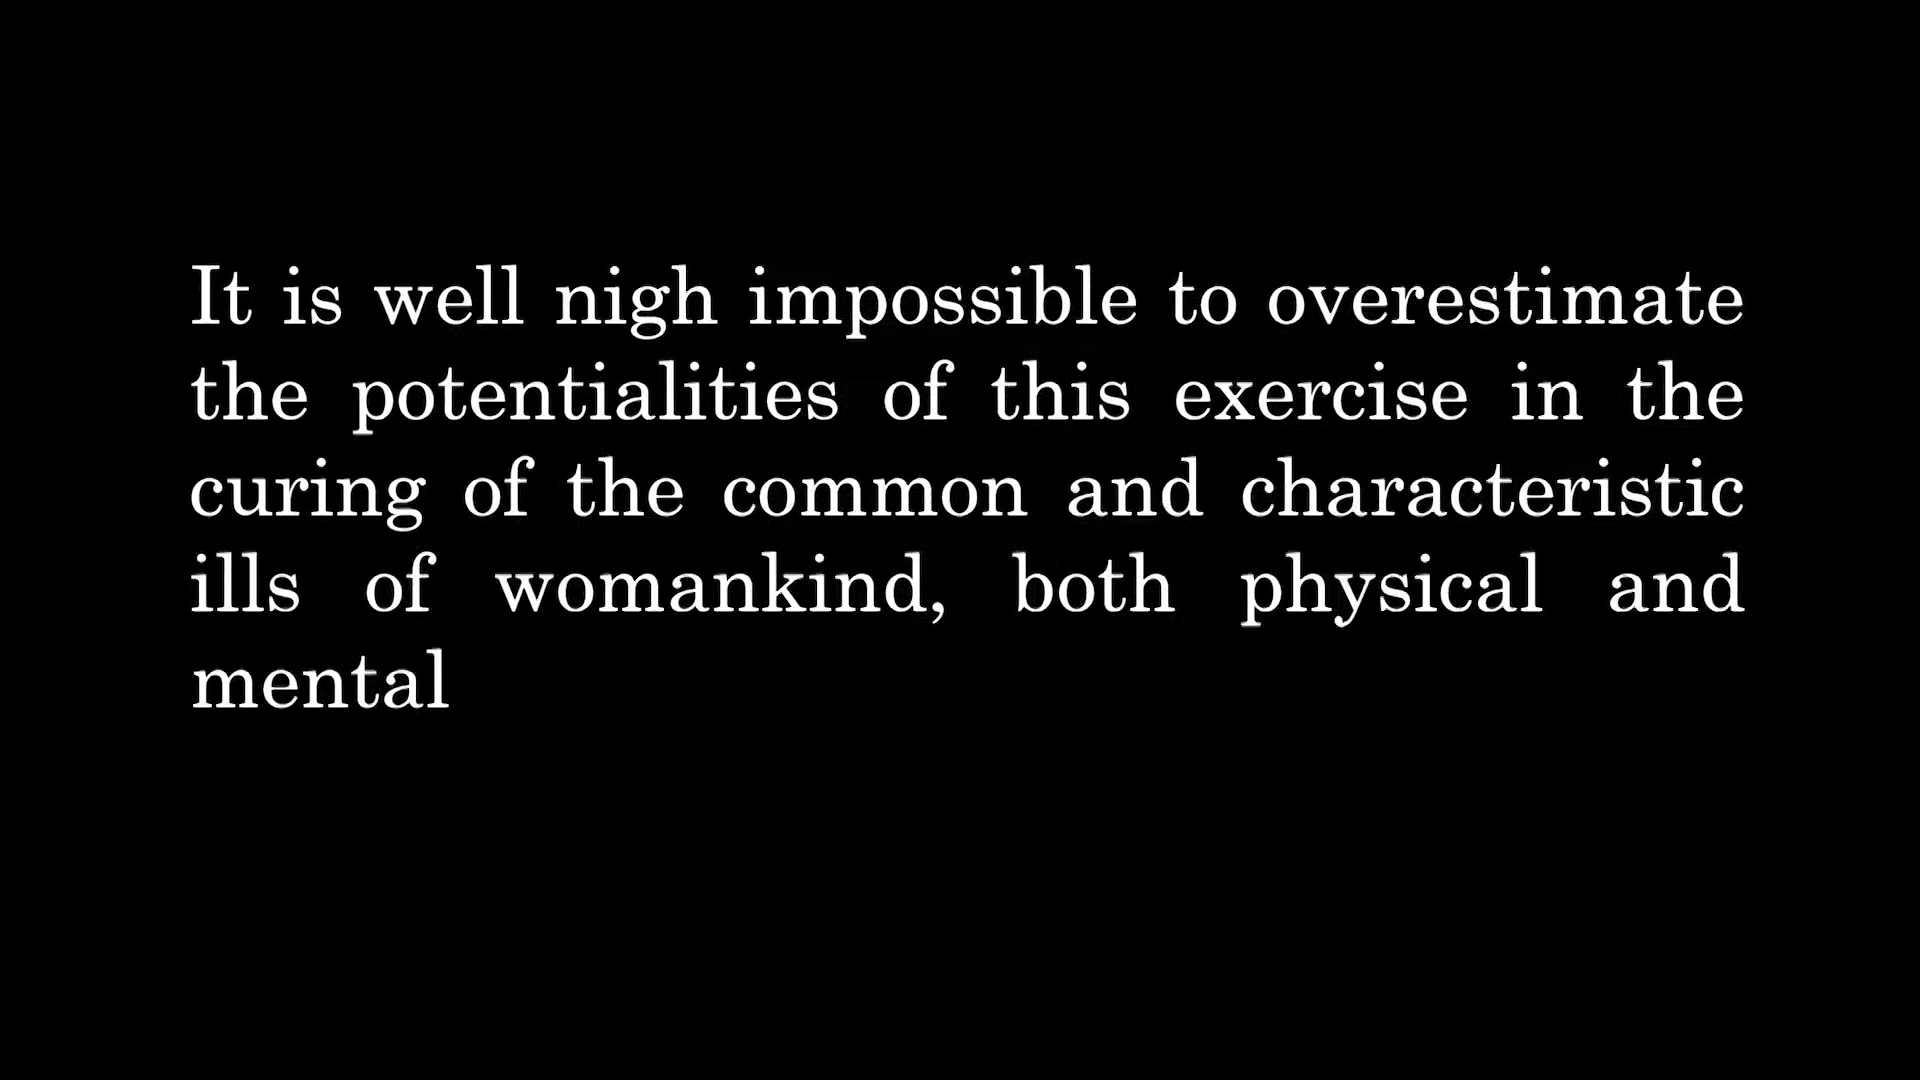 It is well nigh impossible to overestimate
the potentialities of this exercise in the
curing of the common and characteristic
ills of womankind, both physical and
mental